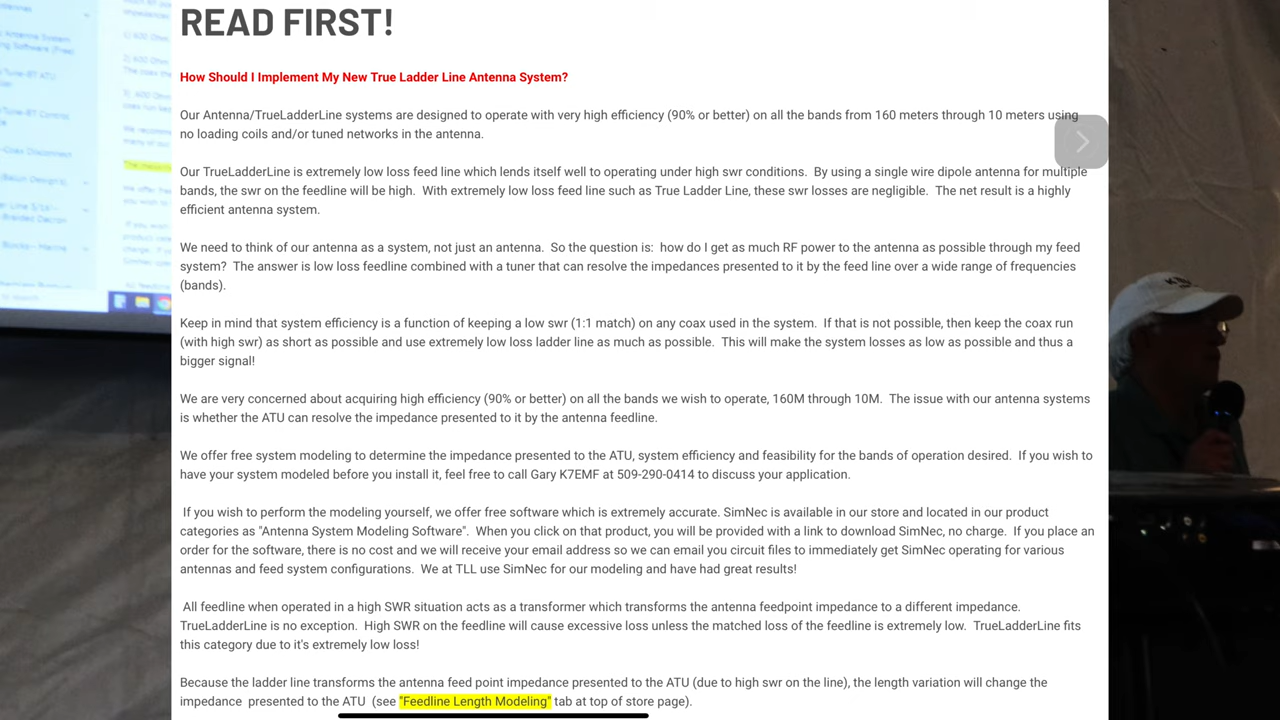 READ FIRST!
How Should I Implement My New True Ladder Line Antenna System?
Our Antenna/TrueLadderLine systems are designed to operate with very high efficiency (90% or better) on all the bands from 160 meters through 10 meters using
no loading coils and/or tuned networks in the antenna.
Our TrueLadderLine is extremely low loss feed line which lends itself well to operating under high swr conditions.  By using a single wire dipole antenna for multiple
bands, the swr on the feedline will be high.  With extremely low loss feed line such as True Ladder Line, these swr losses are negligible.  The net result is a highly
efficient antenna system.
We need to think of our antenna as a system, not just an antenna.  So the question is:  how do I get as much RF power to the antenna as possible through my feed
system?  The answer is low loss feedline combined with a tuner that can resolve the impedances presented to it by the feed line over a wide range of frequencies
(bands).
Keep in mind that system efficiency is a function of keeping a low swr (1:1 match) on any coax used in the system.  If that is not possible, then keep the coax run
(with high swr) as short as possible and use extremely low loss ladder line as much as possible.  This will make the system losses as low as possible and thus a
bigger signal!
We are very concerned about acquiring high efficiency (90% or better) on all the bands we wish to operate, 160M through 10M.  The issue with our antenna systems
is whether the ATU can resolve the impedance presented to it by the antenna feedline.
We offer free system modeling to determine the impedance presented to the ATU, system efficiency and feasibility for the bands of operation desired.  If you wish to
have your system modeled before you install it, feel free to call Gary K7EMF at 509-290-0414 to discuss your application.
If you wish to perform the modeling yourself, we offer free software which is extremely accurate. SimNec is available in our store and located in our product
categories as "Antenna System Modeling Software".  When you click on that product, you will be provided with a link to download SimNec, no charge.  If you place an
order for the software, there is no cost and we will receive your email address so we can email you circuit files to immediately get SimNec operating for various
antennas and feed system configurations.  We at TLL use SimNec for our modeling and have had great results!
All feedline when operated in a high SWR situation acts as a transformer which transforms the antenna feedpoint impedance to a different impedance.
TrueLadderLine is no exception.  High SWR on the feedline will cause excessive loss unless the matched loss of the feedline is extremely low.  TrueLadderLine fits
this category due to it's extremely low loss!
Because the ladder line transforms the antenna feed point impedance presented to the ATU (due to high swr on the line), the length variation will change the
impedance  presented to the ATU  (see "Feedline Length Modeling" tab at top of store page).